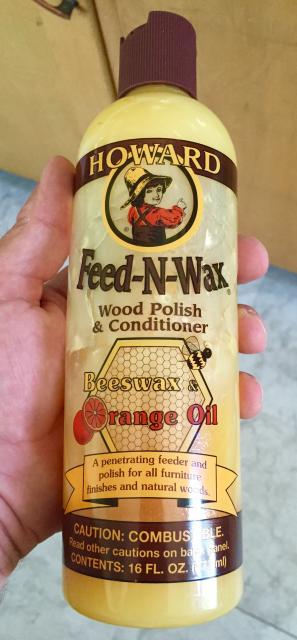 HOWARD
Feed-N-Wax®
Wood Polish
& Conditioner
Beeswax &
Orange Oil
A penetrating feeder and
polish for all furniture
finishes and natural woods.
CAUTION: COMBUSTIBLE.
Read other cautions on back panel.
CONTENTS: 16 FL. OZ. ml)